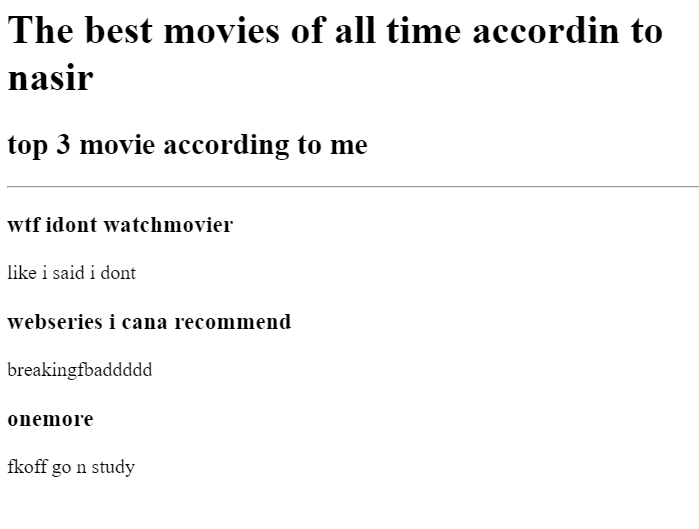 The best movies of all time accordin to
nasir
top 3 movie according to me
wtf idont watchmovier
like i said i dont
webseries i cana recommend
breakingfbaddddd
onemore
fkoff go n study